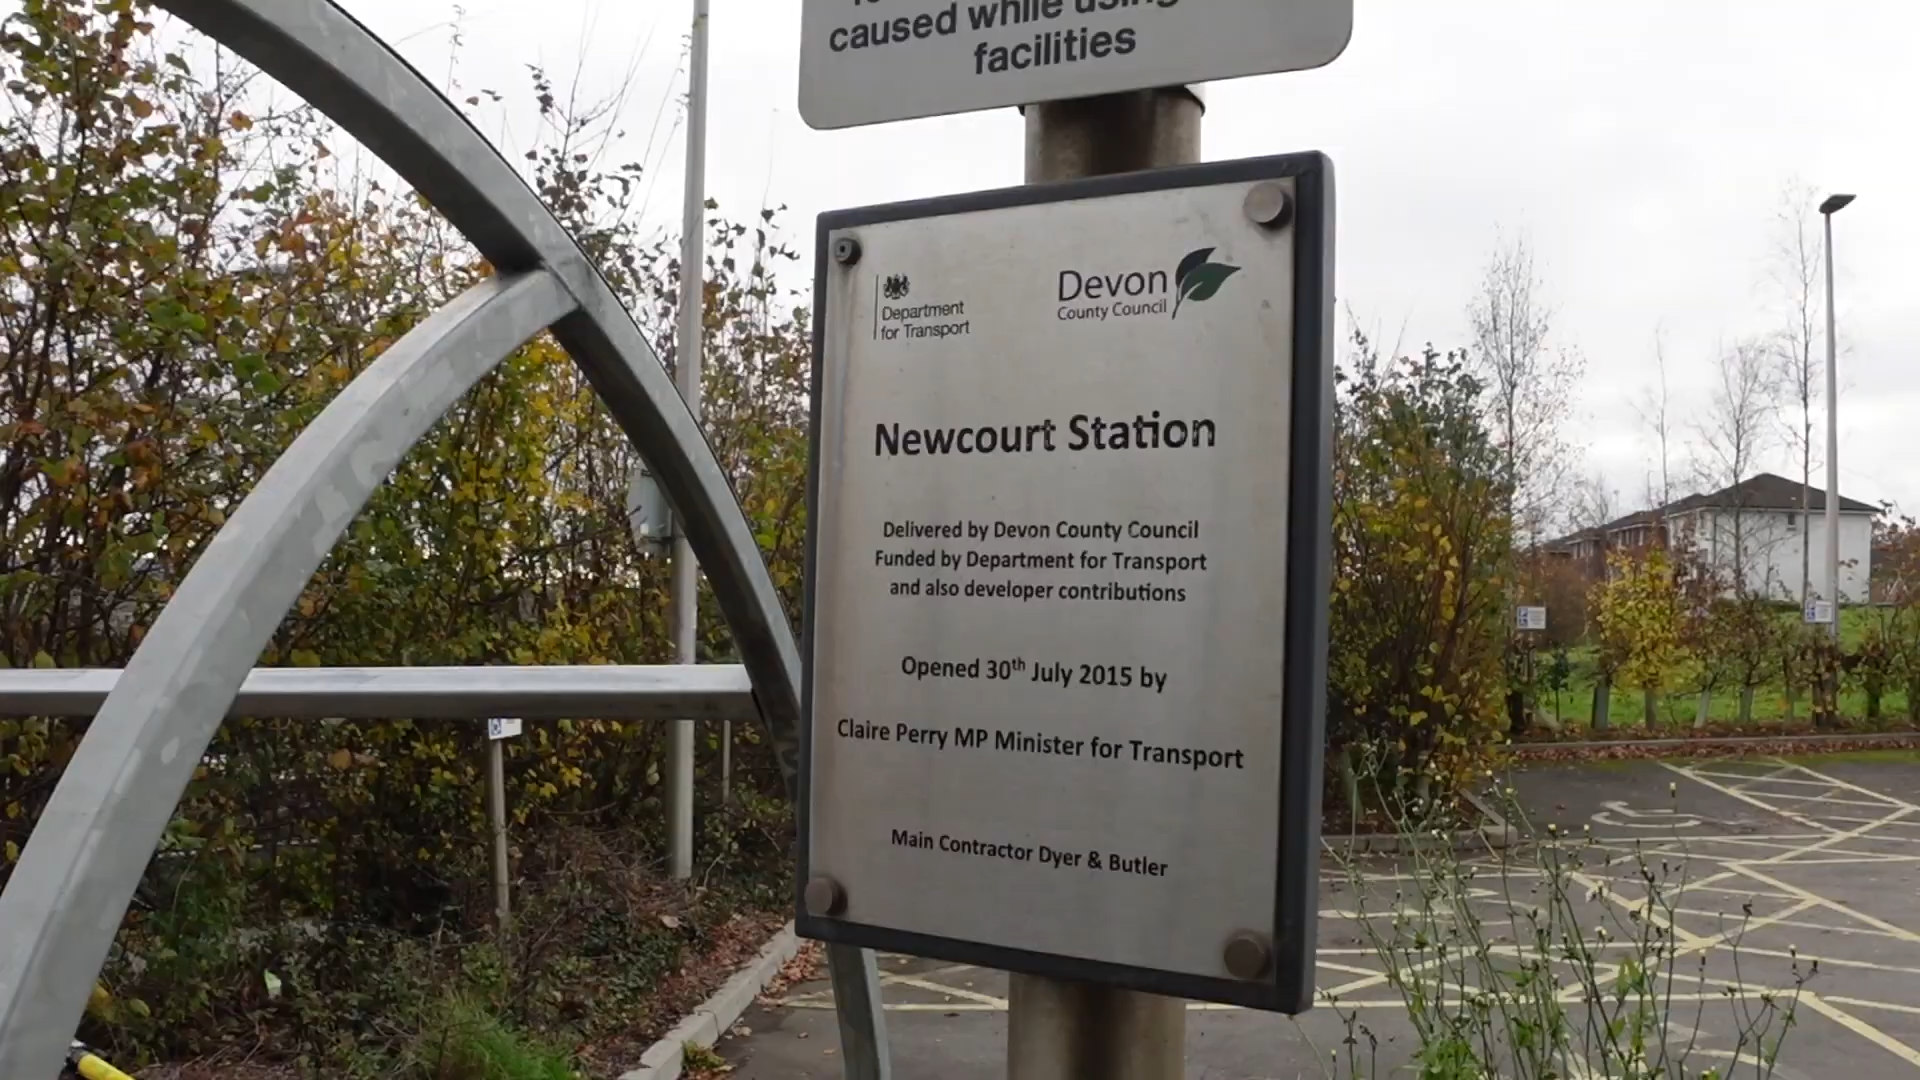 caused while using
facilities
Department
for Transport
Devon
County Council
Newcourt Station
Delivered by Devon County Council
Funded by Department for Transport
and also developer contributions
Opened 30th July 2015 by
Claire Perry MP Minister for Transport
Main Contractor Dyer & Butler